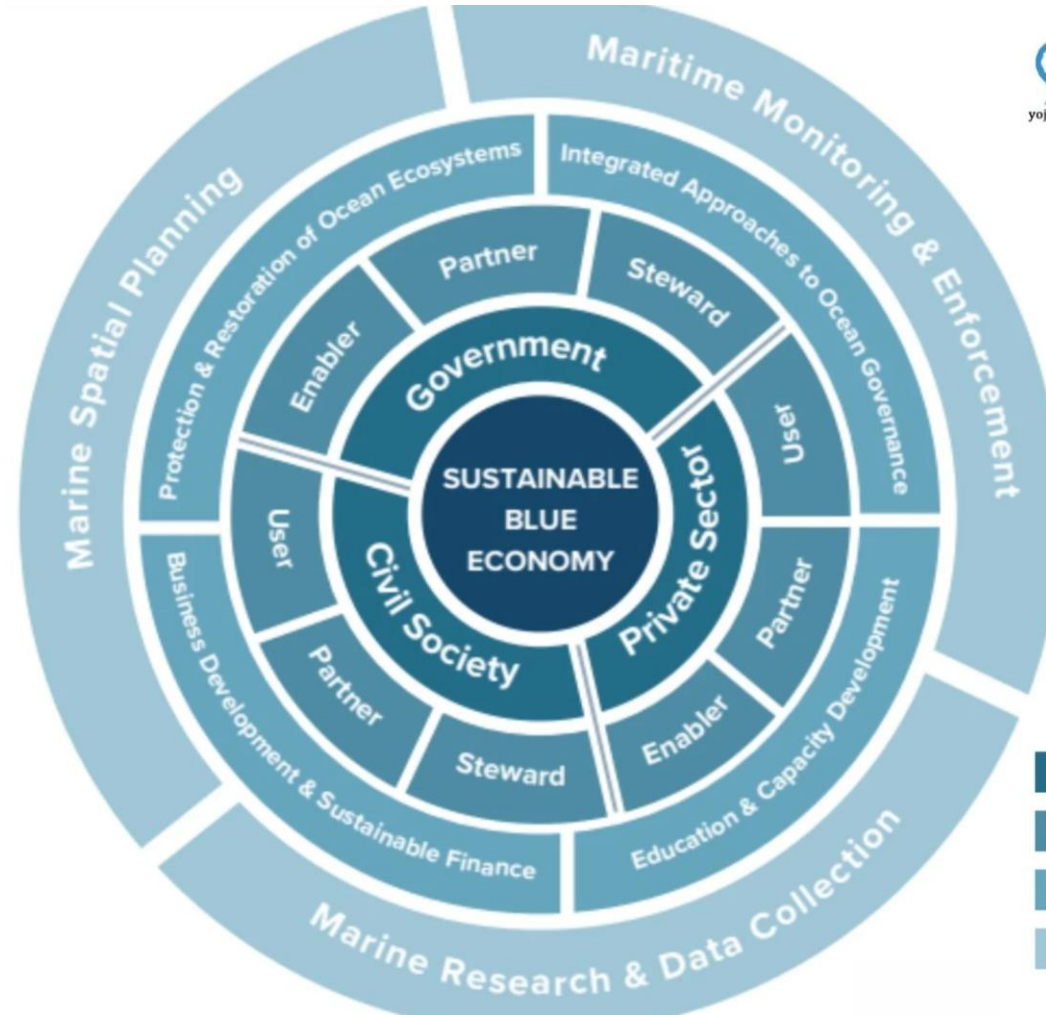 Maritime Monitoring & Enforcement
Marine Spatial Planning
Marine Research & Data Collection
Protection & Restoration of Ocean Ecosystems
Integrated Approaches to Ocean Governance
Business Development & Sustainable Finance
Education & Capacity Development
Enabler
Partner
Steward
User
Partner
Enabler
Steward
Partner
User
Government
Private Sector
Civil Society
SUSTAINABLE
BLUE
ECONOMY